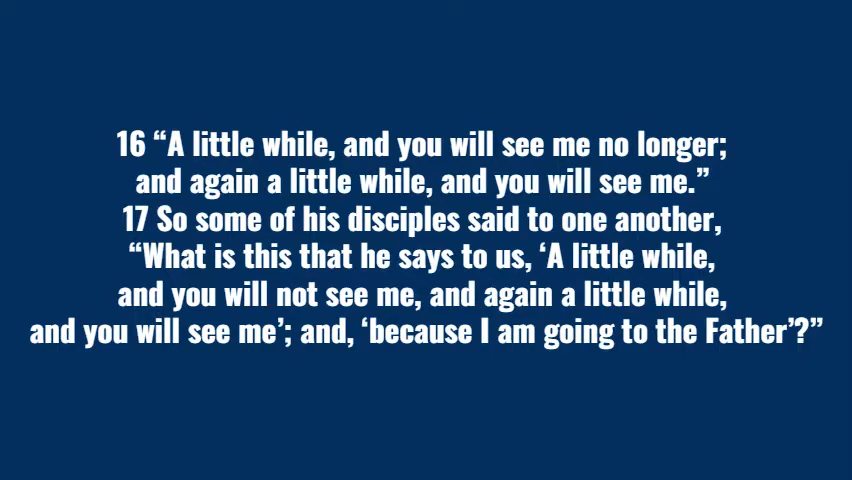 16 “A little while, and you will see me no longer;
and again a little while, and you will see me.”
17 So some of his disciples said to one another,
“What is this that he says to us, ‘A little while,
and you will not see me, and again a little while,
and you will see me’; and, ‘because I am going to the Father’?”